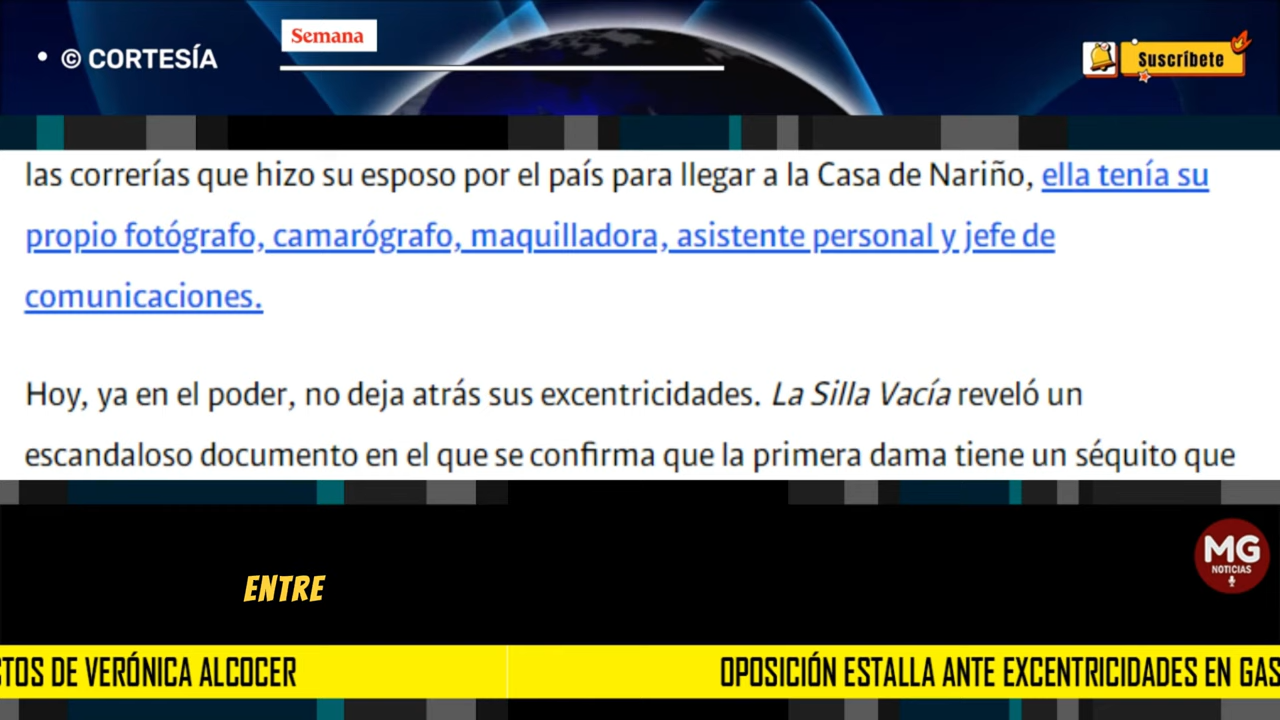 Semana
• © CORTESÍA
Suscríbete
las correrías que hizo su esposo por el país para llegar a la Casa de Nariño, ella tenía su
propio fotógrafo, camarógrafo, maquilladora, asistente personal y jefe de
comunicaciones.
Hoy, ya en el poder, no deja atrás sus excentricidades. La Silla Vacía reveló un
escandaloso documento en el que se confirma que la primera dama tiene un séquito que
MG
NOTICIAS
ENTRE
STOS DE VERÓNICA ALCOCER
OPOSICIÓN ESTALLA ANTE EXCENTRICIDADES EN GAS